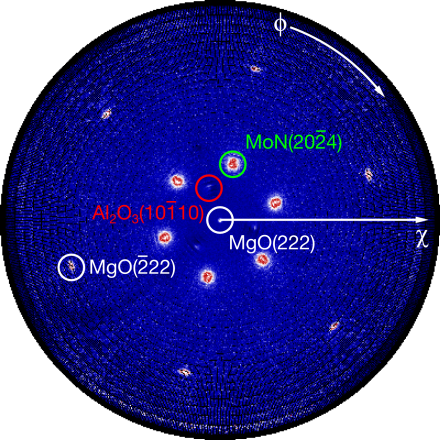 ϕ
MoN(202̄4)
Al₂O₃(101̄10)
MgO(222)
χ
MgO(2̄22)